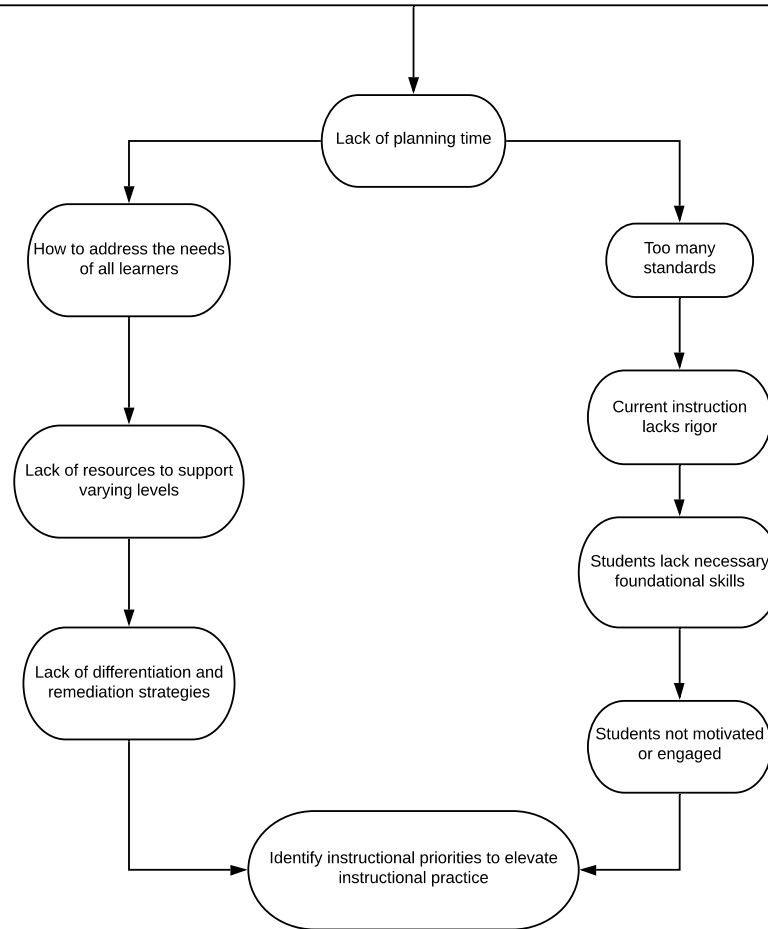 Lack of planning time
How to address the needs
of all learners
Lack of resources to support
varying levels
Lack of differentiation and
remediation strategies
Too many
standards
Current instruction
lacks rigor
Students lack necessary
foundational skills
Students not motivated
or engaged
Identify instructional priorities to elevate
instructional practice